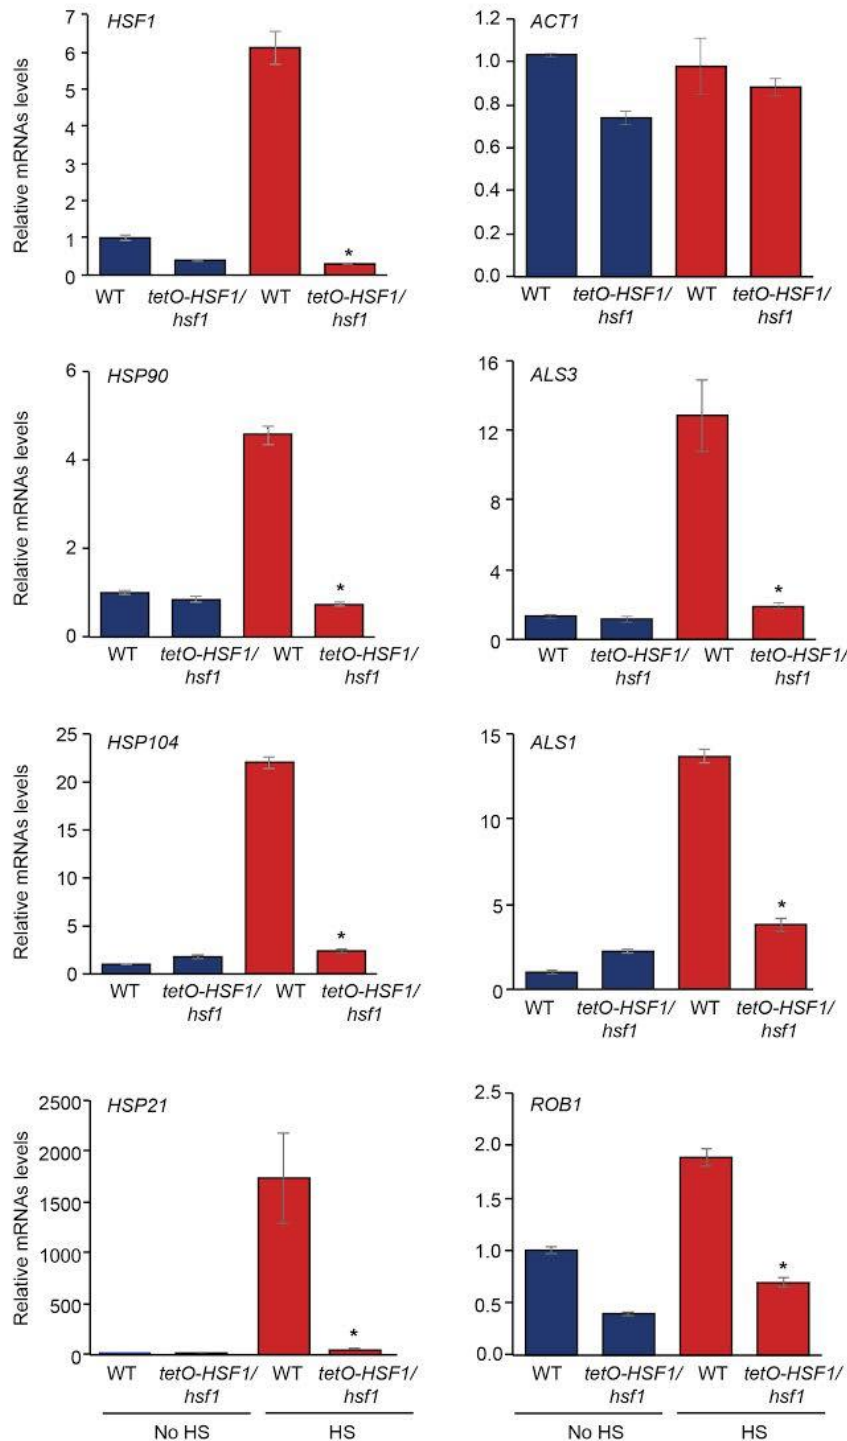 HSF1
Relative mRNAs levels
7
6
5
4
3
2
1
0
*
WT
tetO-HSF1/
hsf1
WT
tetO-HSF1/
hsf1
ACT1
1.2
1.0
0.8
0.6
0.4
0.2
0.0
WT
tetO-HSF1/
hsf1
WT
tetO-HSF1/
hsf1
HSP90
Relative mRNAs levels
6
4
2
0
*
WT
tetO-HSF1/
hsf1
WT
tetO-HSF1/
hsf1
ALS3
16
12
8
4
0
*
WT
tetO-HSF1/
hsf1
WT
tetO-HSF1/
hsf1
HSP104
Relative mRNAs levels
25
20
15
10
5
0
*
WT
tetO-HSF1/
hsf1
WT
tetO-HSF1/
hsf1
ALS1
15
10
5
0
*
WT
tetO-HSF1/
hsf1
WT
tetO-HSF1/
hsf1
HSP21
Relative mRNAs levels
2500
2000
1500
1000
500
0
*
WT
tetO-HSF1/
hsf1
WT
tetO-HSF1/
hsf1
No HS
HS
ROB1
2.5
2.0
1.5
1.0
0.5
0.0
*
WT
tetO-HSF1/
hsf1
WT
tetO-HSF1/
hsf1
No HS
HS